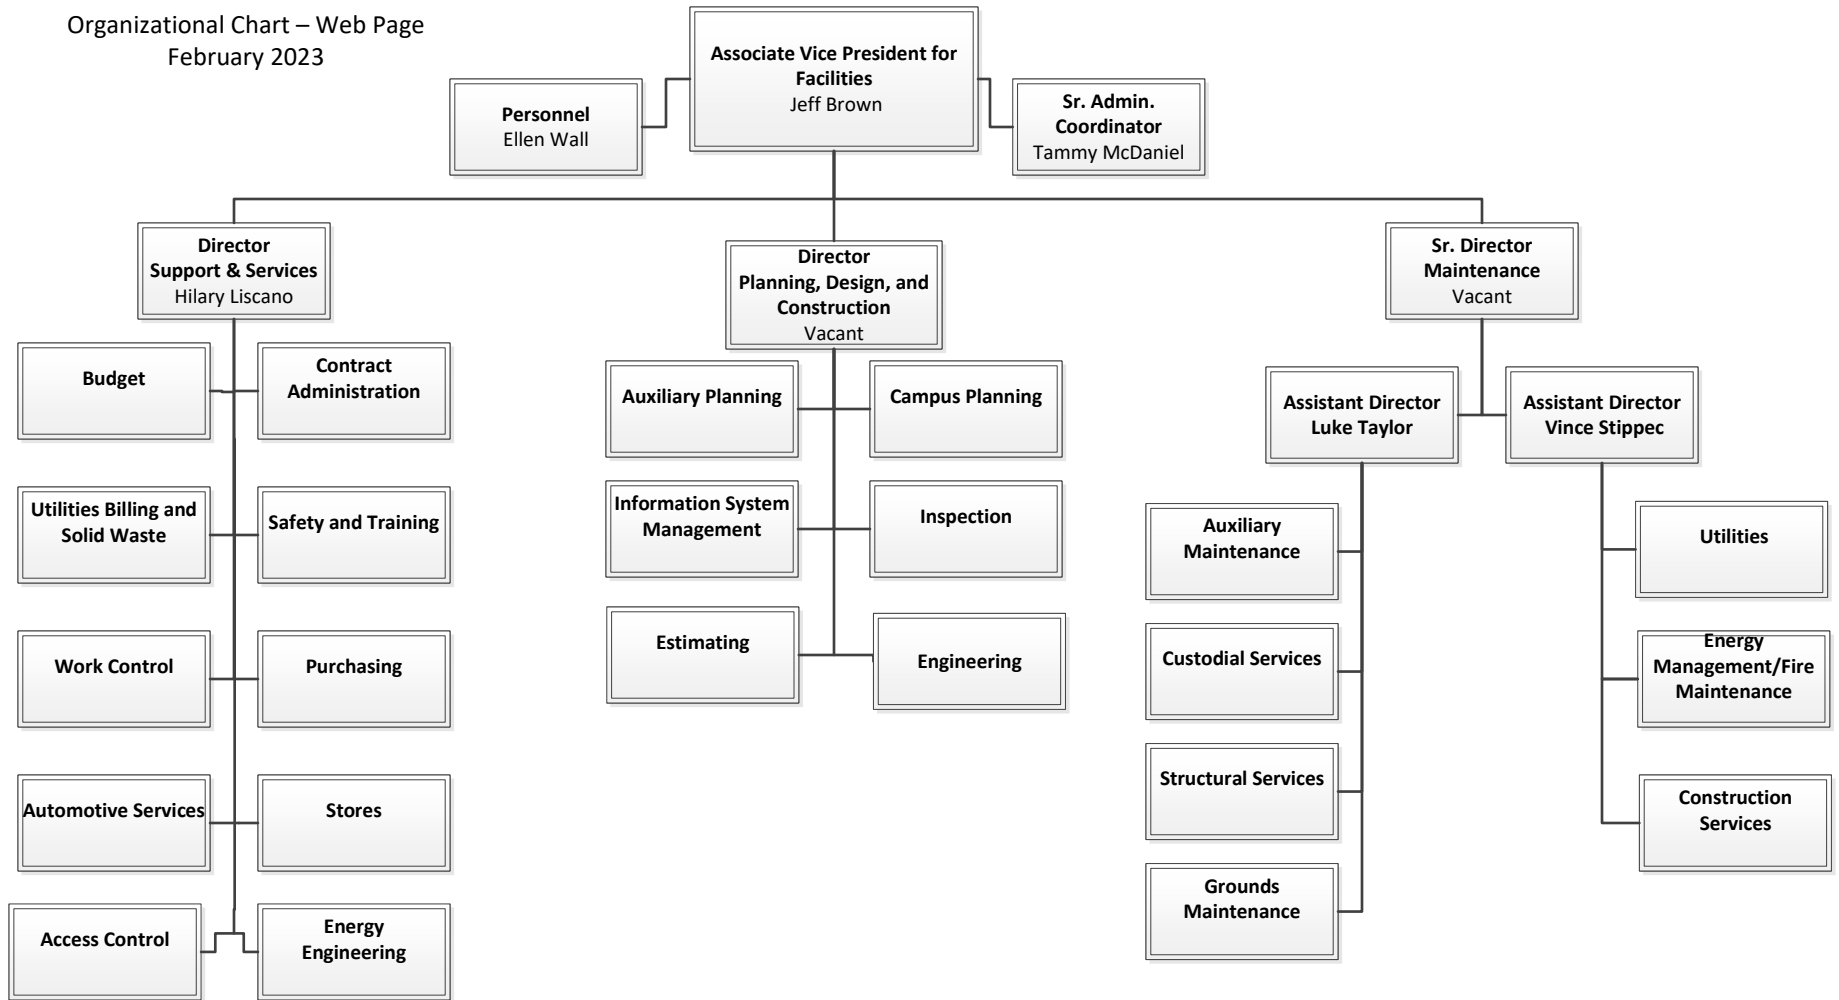 Organizational Chart – Web Page
February 2023
Associate Vice President for
Facilities
Jeff Brown
Personnel
Ellen Wall
Sr. Admin.
Coordinator
Tammy McDaniel
Director
Support & Services
Hilary Liscano
Director
Planning, Design, and
Construction
Vacant
Sr. Director
Maintenance
Vacant
Budget
Contract
Administration
Utilities Billing and
Solid Waste
Safety and Training
Work Control
Purchasing
Automotive Services
Stores
Access Control
Energy
Engineering
Auxiliary Planning
Campus Planning
Information System
Management
Inspection
Estimating
Engineering
Assistant Director
Luke Taylor
Assistant Director
Vince Stippec
Auxiliary
Maintenance
Custodial Services
Structural Services
Grounds
Maintenance
Utilities
Energy
Management/Fire
Maintenance
Construction
Services